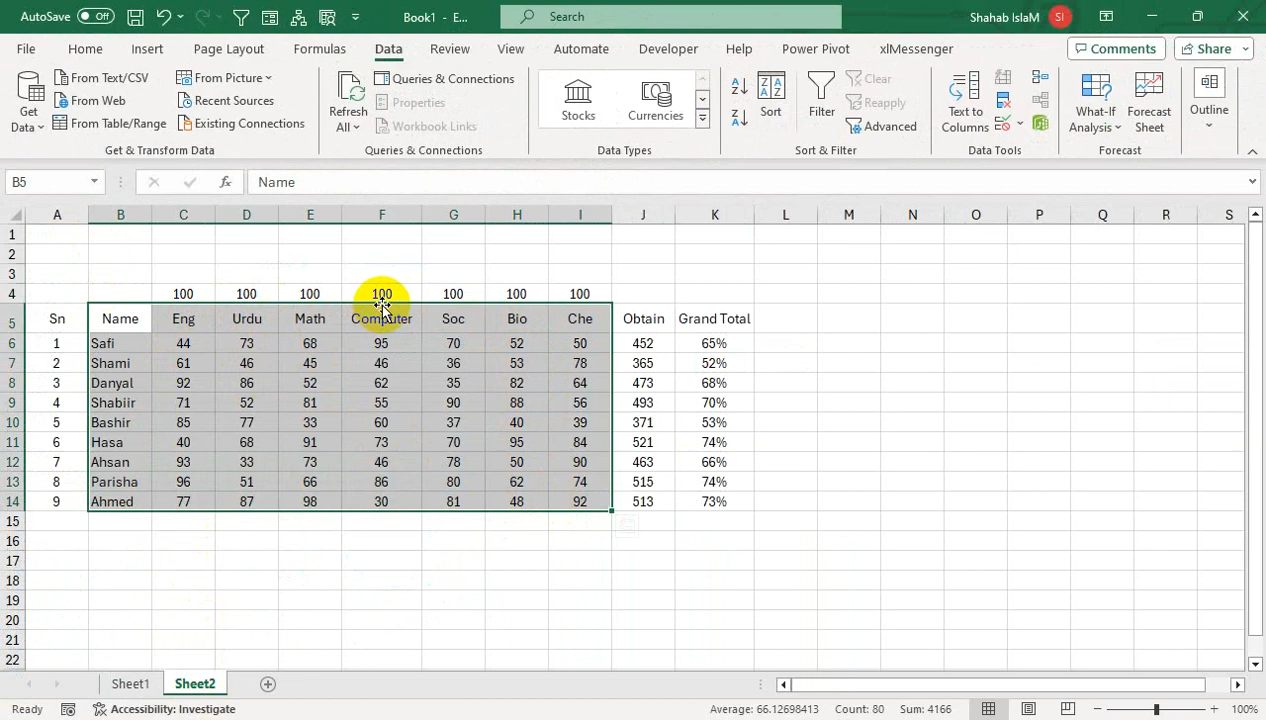 AutoSave Off Book1 - E... Search Shahab IslaM SI
File Home Insert Page Layout Formulas Data Review View Automate Developer Help Power Pivot xlMessenger Comments Share
Get Data
From Text/CSV
From Web
From Table/Range
From Picture
Recent Sources
Existing Connections
Get & Transform Data
Refresh All
Queries & Connections
Properties
Workbook Links
Queries & Connections
Stocks Currencies
Data Types
Sort
Filter
Clear
Reapply
Advanced
Sort & Filter
Text to Columns
Data Tools
What-If Analysis
Forecast Sheet
Forecast
Outline
B5 fx Name
A B C D E F G H I J K L M N O P Q R S
1
2
3
4 100 100 100 100 100 100 100
5 Sn Name Eng Urdu Math Computer Soc Bio Che Obtain Grand Total
6 1 Safi 44 73 68 95 70 52 50 452 65%
7 2 Shami 61 46 45 46 36 53 78 365 52%
8 3 Danyal 92 86 52 62 35 82 64 473 68%
9 4 Shabiir 71 52 81 55 90 88 56 493 70%
10 5 Bashir 85 77 33 60 37 40 39 371 53%
11 6 Hasa 40 68 91 73 70 95 84 521 74%
12 7 Ahsan 93 33 73 46 78 50 90 463 66%
13 8 Parisha 96 51 66 86 80 62 74 515 74%
14 9 Ahmed 77 87 98 30 81 48 92 513 73%
15
16
17
18
19
20
21
22
Sheet1 Sheet2
Ready Accessibility: Investigate Average: 66.12698413 Count: 80 Sum: 4166 100%